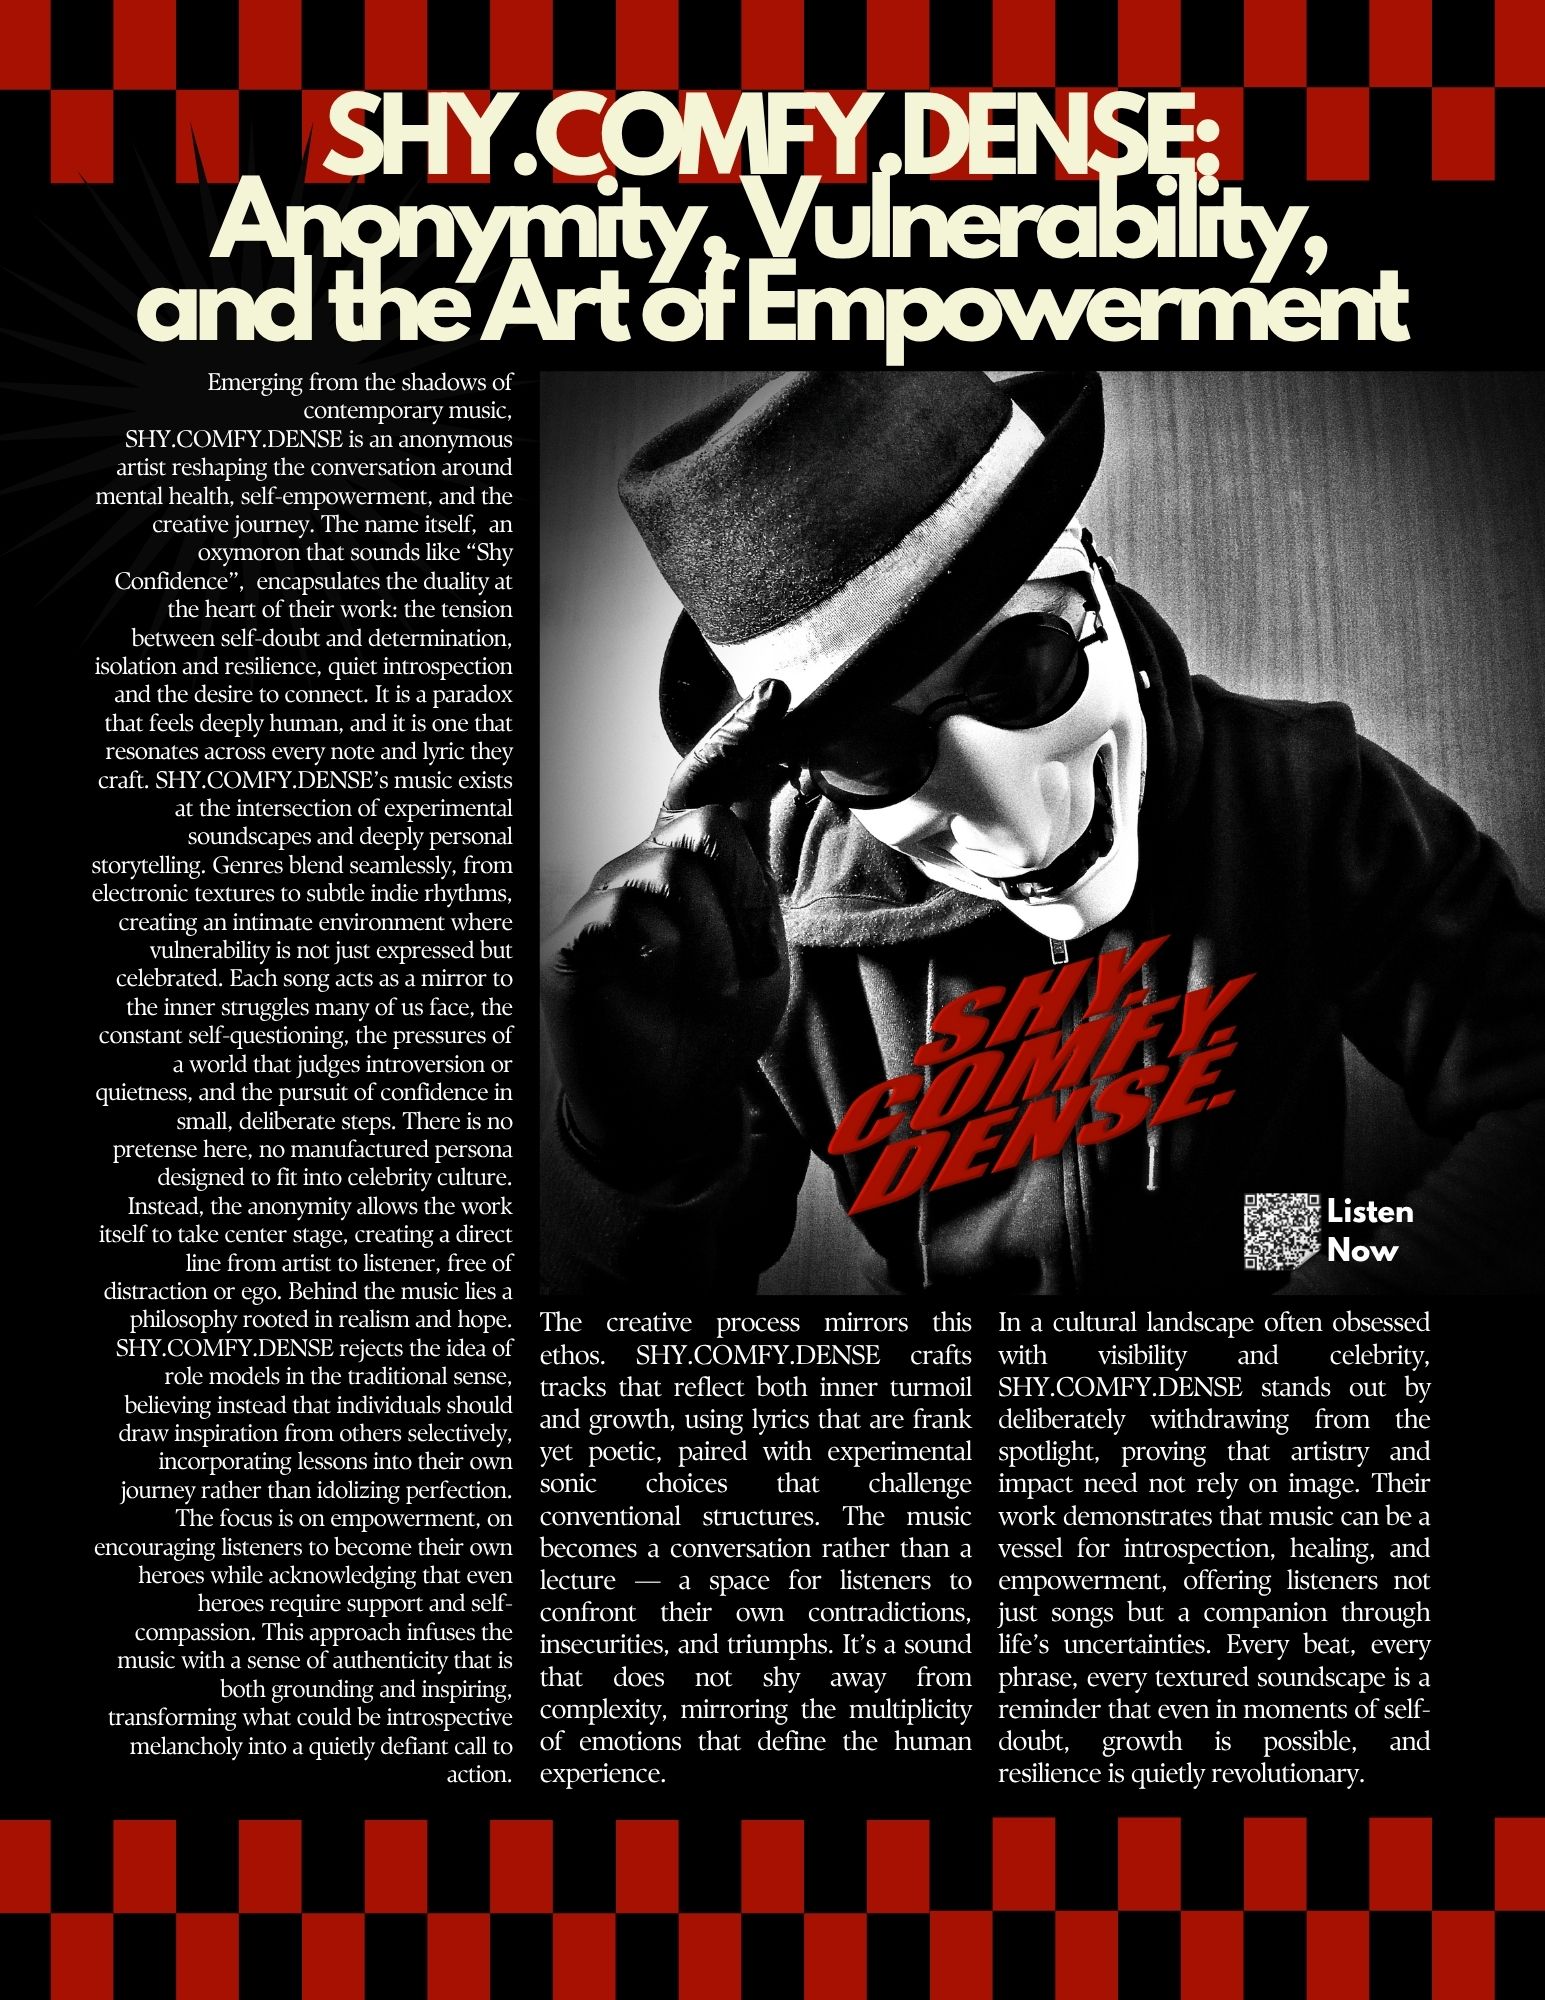 SHY.COMFY.DENSE:
Anonymity, Vulnerability,
and the Art of Empowerment
Emerging from the shadows of
contemporary music,
SHY.COMFY.DENSE is an anonymous
artist reshaping the conversation around
mental health, self-empowerment, and the
creative journey. The name itself,  an
oxymoron that sounds like “Shy
Confidence”,  encapsulates the duality at
the heart of their work: the tension
between self-doubt and determination,
isolation and resilience, quiet introspection
and the desire to connect. It is a paradox
that feels deeply human, and it is one that
resonates across every note and lyric they
craft. SHY.COMFY.DENSE’s music exists
at the intersection of experimental
soundscapes and deeply personal
storytelling. Genres blend seamlessly, from
electronic textures to subtle indie rhythms,
creating an intimate environment where
vulnerability is not just expressed but
celebrated. Each song acts as a mirror to
the inner struggles many of us face, the
constant self-questioning, the pressures of
a world that judges introversion or
quietness, and the pursuit of confidence in
small, deliberate steps. There is no
pretense here, no manufactured persona
designed to fit into celebrity culture.
Instead, the anonymity allows the work
itself to take center stage, creating a direct
line from artist to listener, free of
distraction or ego. Behind the music lies a
philosophy rooted in realism and hope.
SHY.COMFY.DENSE rejects the idea of
role models in the traditional sense,
believing instead that individuals should
draw inspiration from others selectively,
incorporating lessons into their own
journey rather than idolizing perfection.
The focus is on empowerment, on
encouraging listeners to become their own
heroes while acknowledging that even
heroes require support and self-
compassion. This approach infuses the
music with a sense of authenticity that is
both grounding and inspiring,
transforming what could be introspective
melancholy into a quietly defiant call to
action.
SHY.
COMFY.
DENSE.
Listen
Now
The creative process mirrors this
ethos. SHY.COMFY.DENSE crafts
tracks that reflect both inner turmoil
and growth, using lyrics that are frank
yet poetic, paired with experimental
sonic choices that challenge
conventional structures. The music
becomes a conversation rather than a
lecture — a space for listeners to
confront their own contradictions,
insecurities, and triumphs. It’s a sound
that does not shy away from
complexity, mirroring the multiplicity
of emotions that define the human
experience.
In a cultural landscape often obsessed
with visibility and celebrity,
SHY.COMFY.DENSE stands out by
deliberately withdrawing from the
spotlight, proving that artistry and
impact need not rely on image. Their
work demonstrates that music can be a
vessel for introspection, healing, and
empowerment, offering listeners not
just songs but a companion through
life’s uncertainties. Every beat, every
phrase, every textured soundscape is a
reminder that even in moments of self-
doubt, growth is possible, and
resilience is quietly revolutionary.